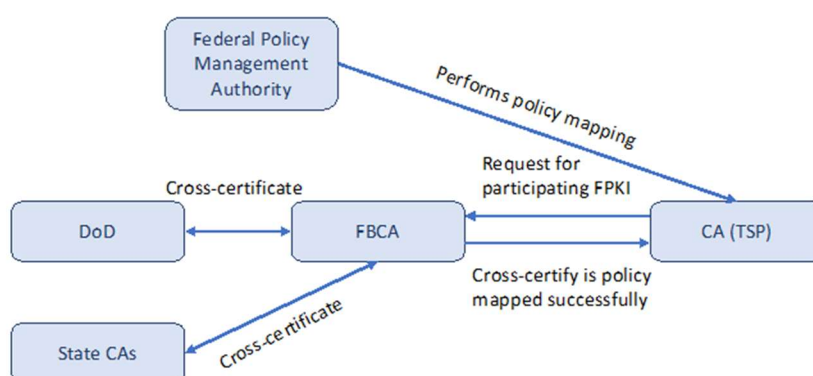 Federal Policy
Management
Authority
Performs policy mapping
Request for
participating FPKI
Cross-certificate
DoD
FBCA
CA (TSP)
Cross-certify is policy
mapped successfully
Cross-certificate
State CAs